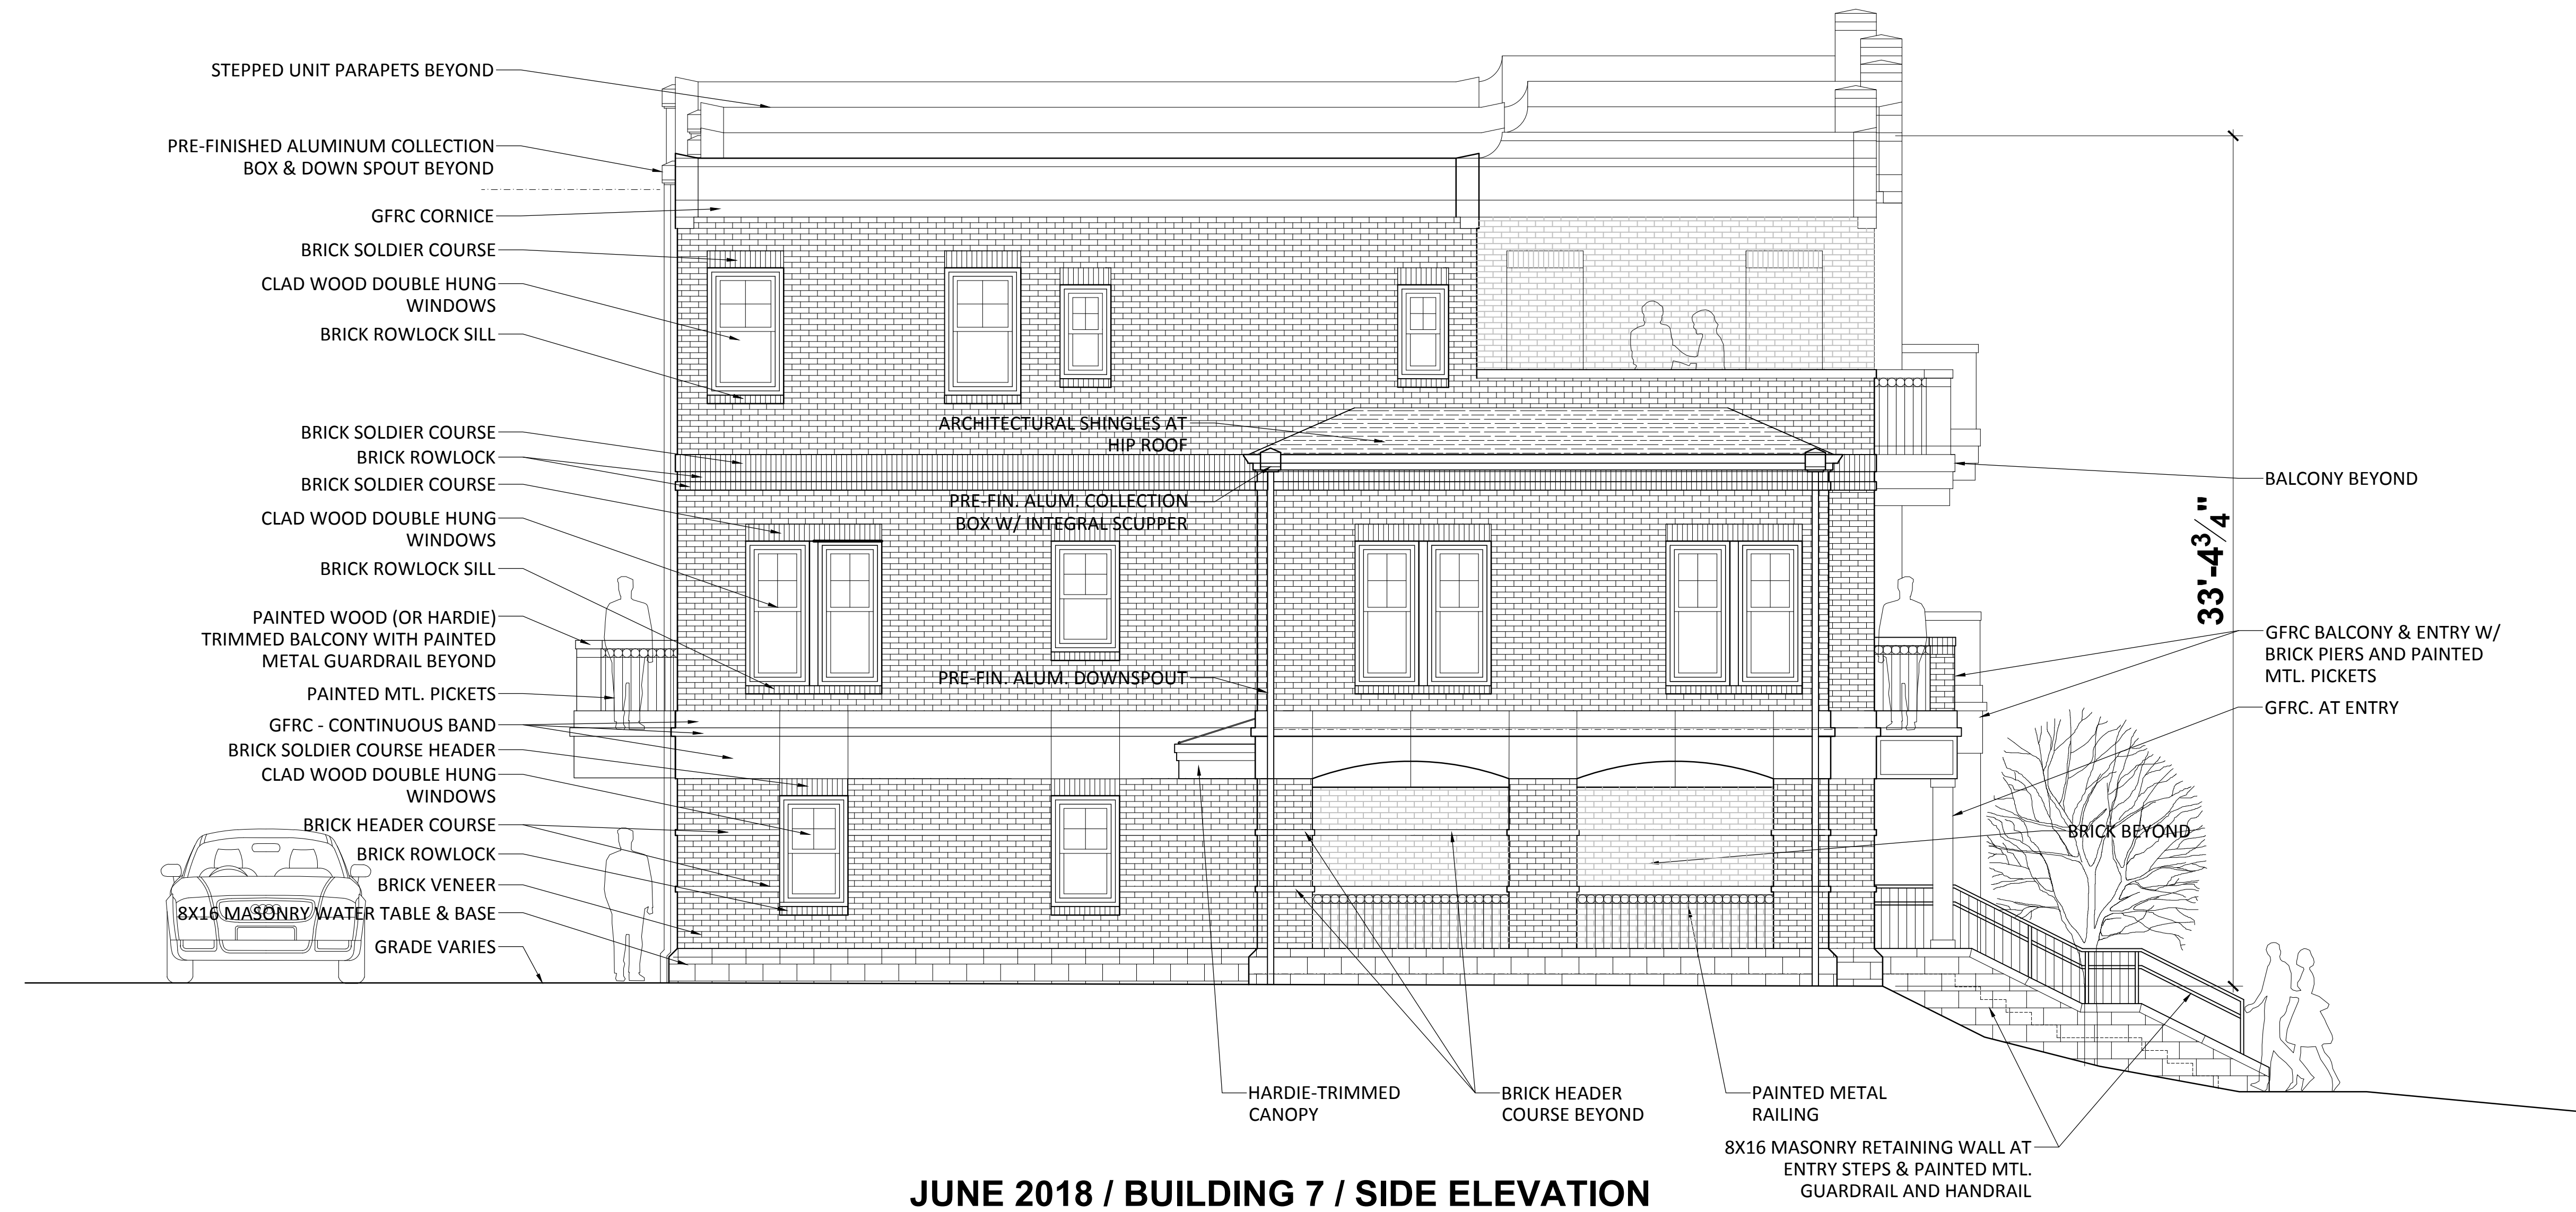 STEPPED UNIT PARAPETS BEYOND
PRE-FINISHED ALUMINUM COLLECTION
BOX & DOWN SPOUT BEYOND
GFRC CORNICE
BRICK SOLDIER COURSE
CLAD WOOD DOUBLE HUNG
WINDOWS
BRICK ROWLOCK SILL
BRICK SOLDIER COURSE
BRICK ROWLOCK
BRICK SOLDIER COURSE
CLAD WOOD DOUBLE HUNG
WINDOWS
BRICK ROWLOCK SILL
PAINTED WOOD (OR HARDIE)
TRIMMED BALCONY WITH PAINTED
METAL GUARDRAIL BEYOND
PAINTED MTL. PICKETS
GFRC - CONTINUOUS BAND
BRICK SOLDIER COURSE HEADER
CLAD WOOD DOUBLE HUNG
WINDOWS
BRICK HEADER COURSE
BRICK ROWLOCK
BRICK VENEER
8X16 MASONRY WATER TABLE & BASE
GRADE VARIES
ARCHITECTURAL SHINGLES AT
HIP ROOF
PRE-FIN. ALUM. COLLECTION
BOX W/ INTEGRAL SCUPPER
PRE-FIN. ALUM. DOWNSPOUT
BALCONY BEYOND
33'-4¾"
GFRC BALCONY & ENTRY W/
BRICK PIERS AND PAINTED
MTL. PICKETS
GFRC. AT ENTRY
BRICK BEYOND
HARDIE-TRIMMED
CANOPY
BRICK HEADER
COURSE BEYOND
PAINTED METAL
RAILING
8X16 MASONRY RETAINING WALL AT
ENTRY STEPS & PAINTED MTL.
GUARDRAIL AND HANDRAIL
JUNE 2018 / BUILDING 7 / SIDE ELEVATION